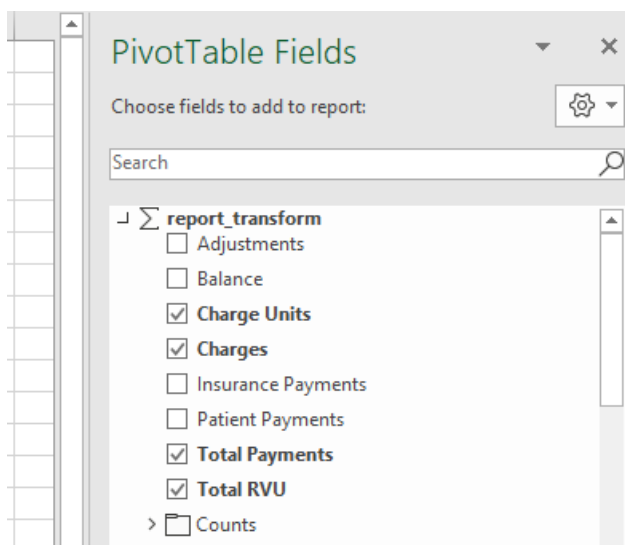 PivotTable Fields
Choose fields to add to report:
Search
report_transform
Adjustments
Balance
Charge Units
Charges
Insurance Payments
Patient Payments
Total Payments
Total RVU
Counts